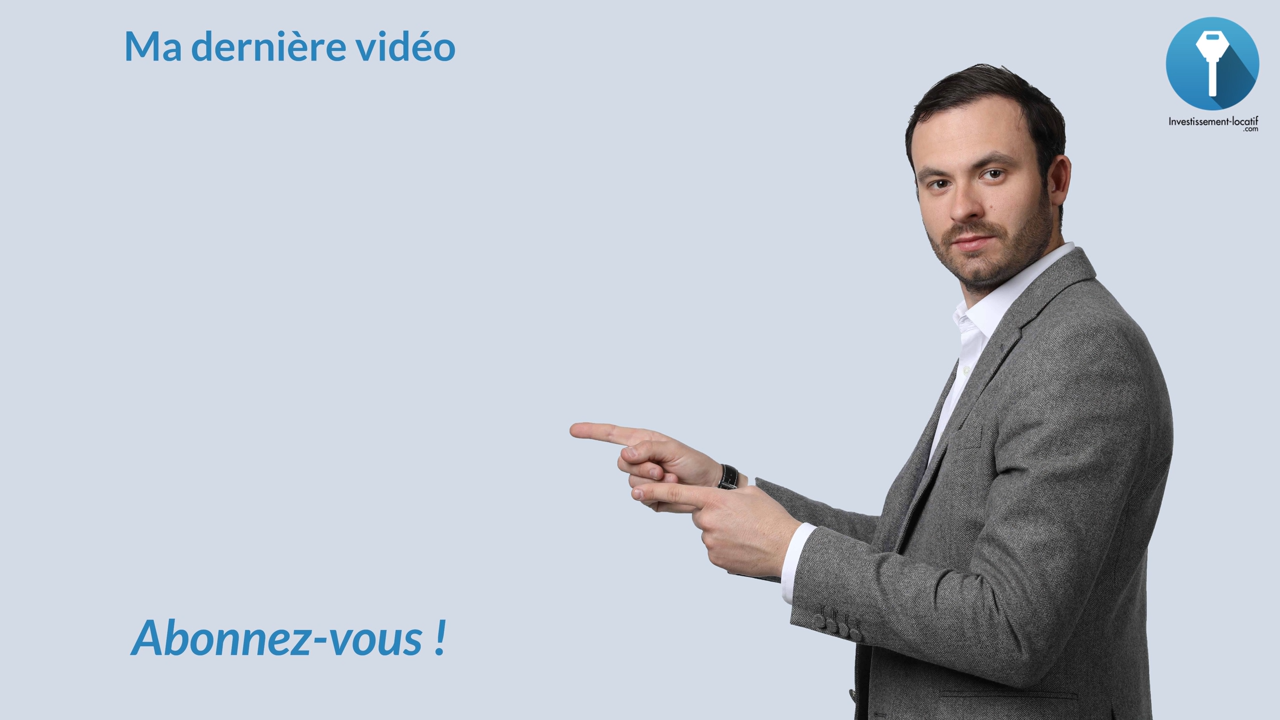 Ma dernière vidéo
Investissement-locatif
.com
Abonnez-vous !